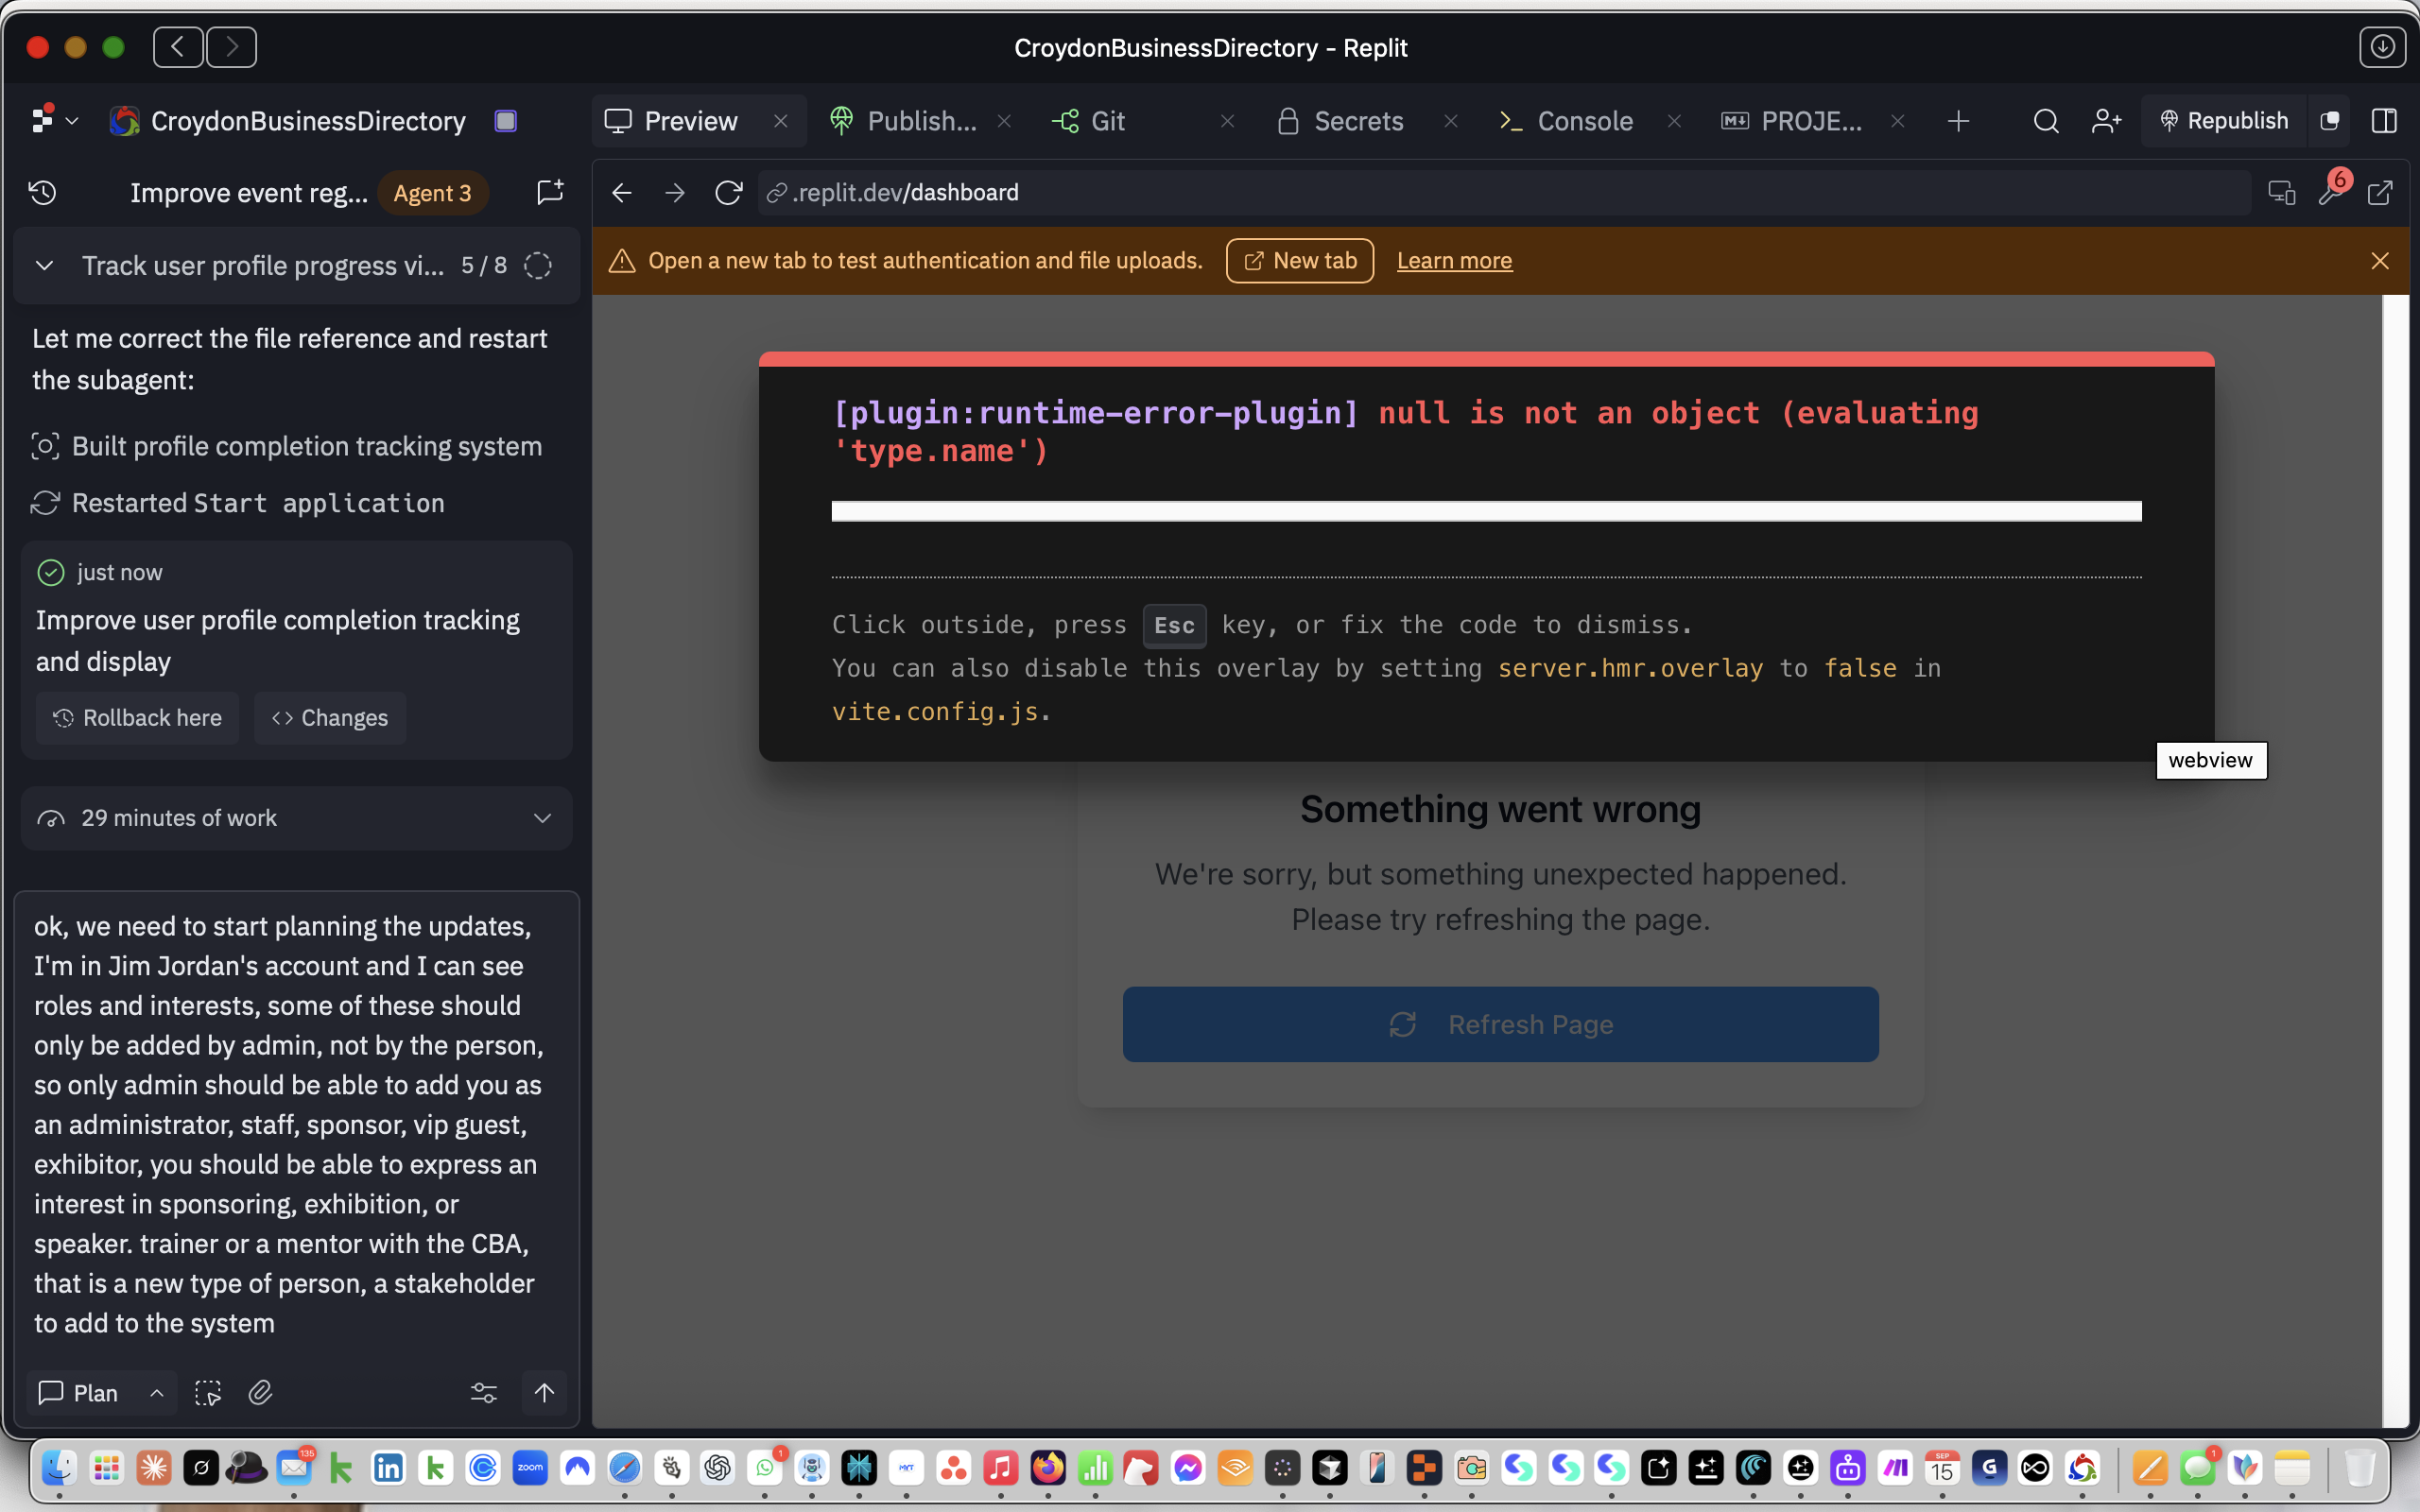 CroydonBusinessDirectory - Replit
CroydonBusinessDirectory
Preview
Publish...
Git
Secrets
Console
PROJE...
Republish
Improve event reg...
Agent 3
.replit.dev/dashboard
6
Track user profile progress vi...
5 / 8
Open a new tab to test authentication and file uploads.
New tab
Learn more
Let me correct the file reference and restart
the subagent:
Built profile completion tracking system
Restarted Start application
just now
Improve user profile completion tracking
and display
Rollback here
Changes
29 minutes of work
ok, we need to start planning the updates,
I'm in Jim Jordan's account and I can see
roles and interests, some of these should
only be added by admin, not by the person,
so only admin should be able to add you as
an administrator, staff, sponsor, vip guest,
exhibitor, you should be able to express an
interest in sponsoring, exhibition, or
speaker. trainer or a mentor with the CBA,
that is a new type of person, a stakeholder
to add to the system
Plan
[plugin:runtime-error-plugin] null is not an object (evaluating
'type.name')
Click outside, press Esc key, or fix the code to dismiss.
You can also disable this overlay by setting server.hmr.overlay to false in
vite.config.js.
webview
Something went wrong
We're sorry, but something unexpected happened.
Please try refreshing the page.
Refresh Page
135
zoom
1
SEP
15
1